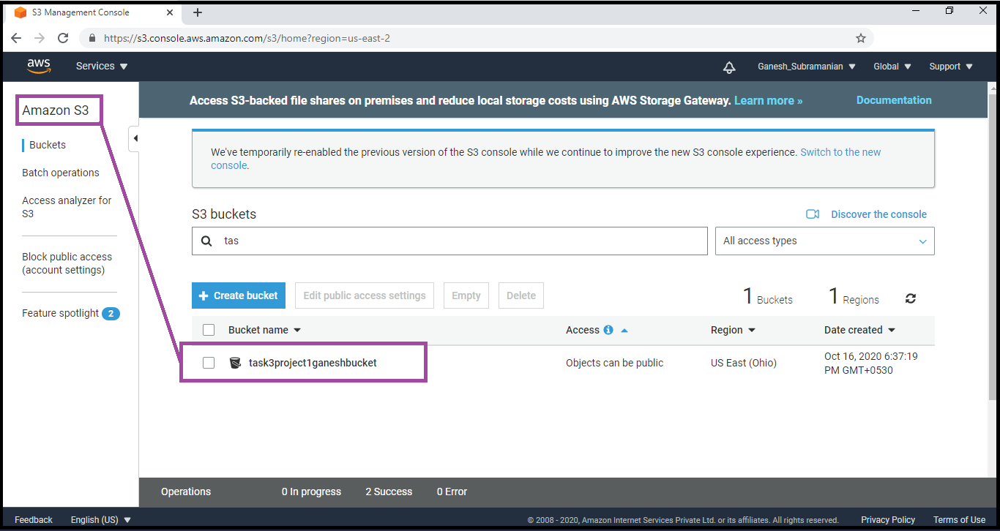 S3 Management Console
https://s3.console.aws.amazon.com/s3/home?region=us-east-2
aws Services Ganesh_Subramanian Global Support
Amazon S3
Buckets
Batch operations
Access analyzer for
S3
Block public access
(account settings)
Feature spotlight 2
Access S3-backed file shares on premises and reduce local storage costs using AWS Storage Gateway. Learn more » Documentation
We've temporarily re-enabled the previous version of the S3 console while we continue to improve the new S3 console experience. Switch to the new
console.
S3 buckets Discover the console
tas All access types
Create bucket Edit public access settings Empty Delete 1 Buckets 1 Regions
Bucket name Access Region Date created
task3project1ganeshbucket Objects can be public US East (Ohio) Oct 16, 2020 6:37:19
PM GMT+0530
Operations 0 In progress 2 Success 0 Error
Feedback English (US) © 2008 - 2020, Amazon Internet Services Private Ltd. or its affiliates. All rights reserved. Privacy Policy Terms of Use